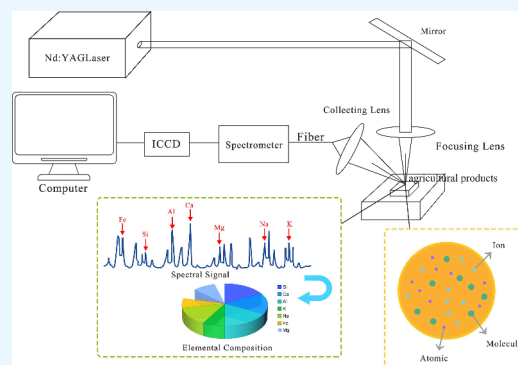 Mirror
Nd:YAGLaser
Collecting Lens
Focusing Lens
Fiber
Spectrometer
ICCD
Computer
agricultural products
Fe
Si
Al
Ca
Mg
Na
K
Spectral Signal
Si
Ca
Al
K
Na
Fe
Mg
Elemental Composition
Ion
Molecul
Atomic